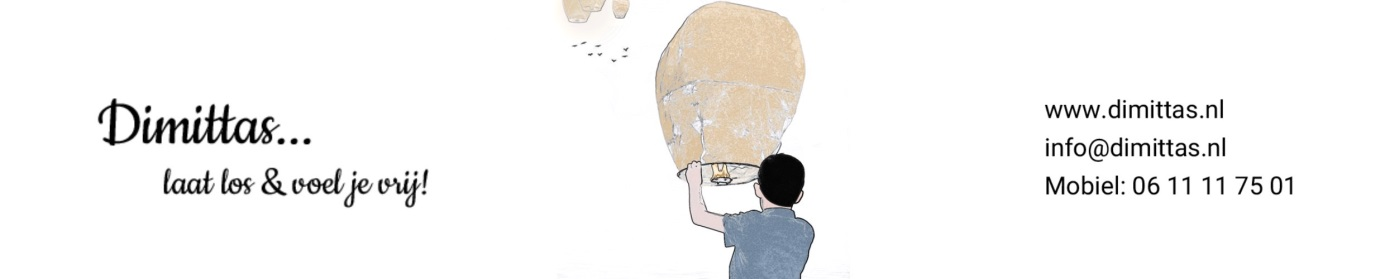 Dimittas...
laat los & voel je vrij!
www.dimittas.nl
info@dimittas.nl
Mobiel: 06 11 11 75 01